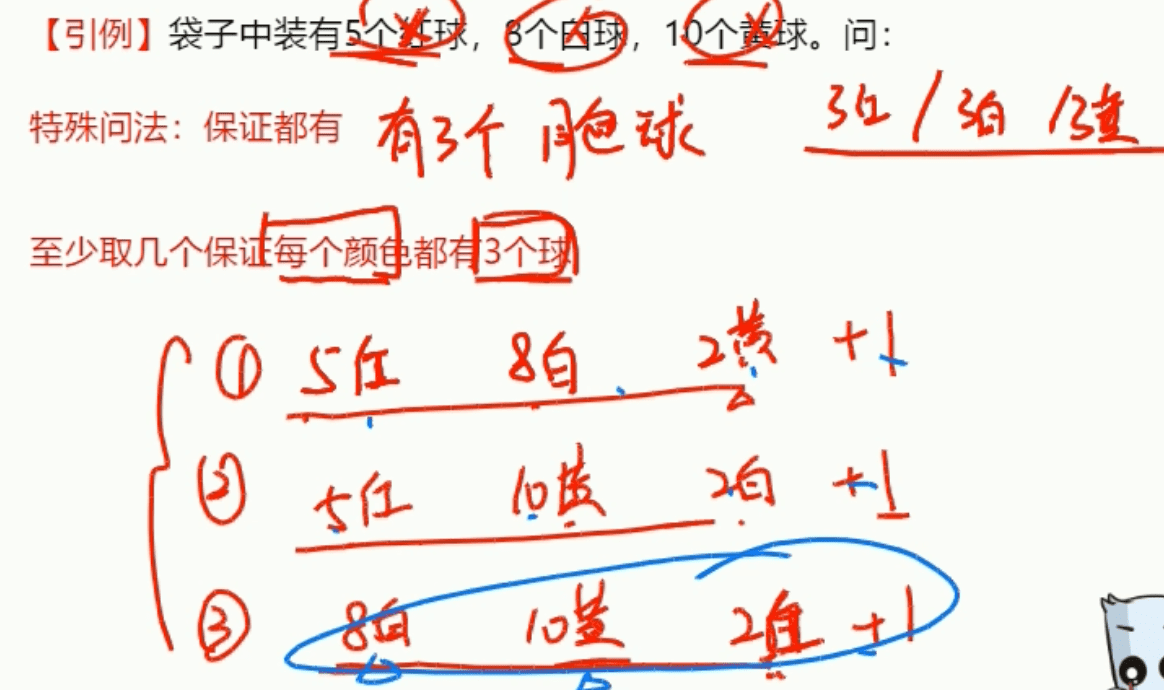 【引例】袋子中装有5个红球，8个白球，10个黄球。问：
特殊问法：保证都有 有3个 同色球 3红/3白/3黄
至少取几个保证每个颜色都有3个球
① 5红 8白 2黄 +1
② 5红 10黄 2白 +1
③ 8白 10黄 2 +1